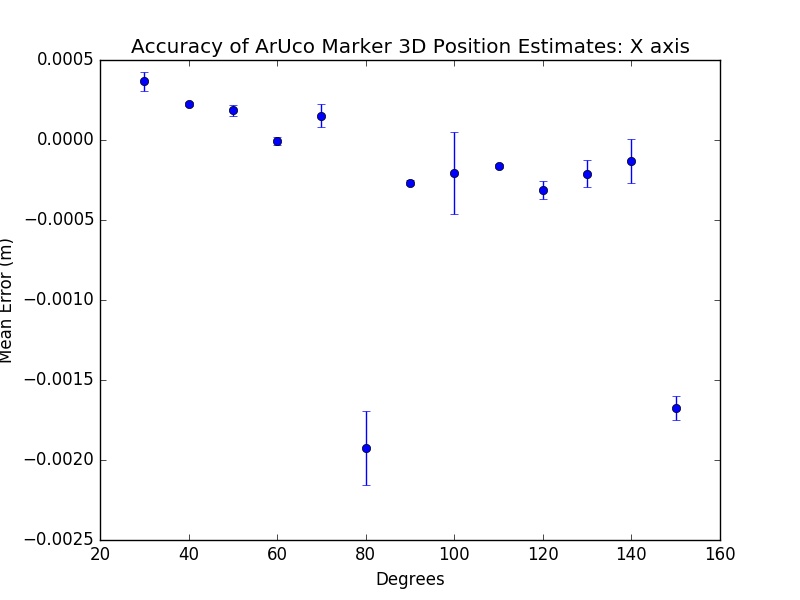 Accuracy of ArUco Marker 3D Position Estimates: X axis
0.0005
0.0000
−0.0005
−0.0010
−0.0015
−0.0020
−0.0025
Mean Error (m)
20 40 60 80 100 120 140 160
Degrees